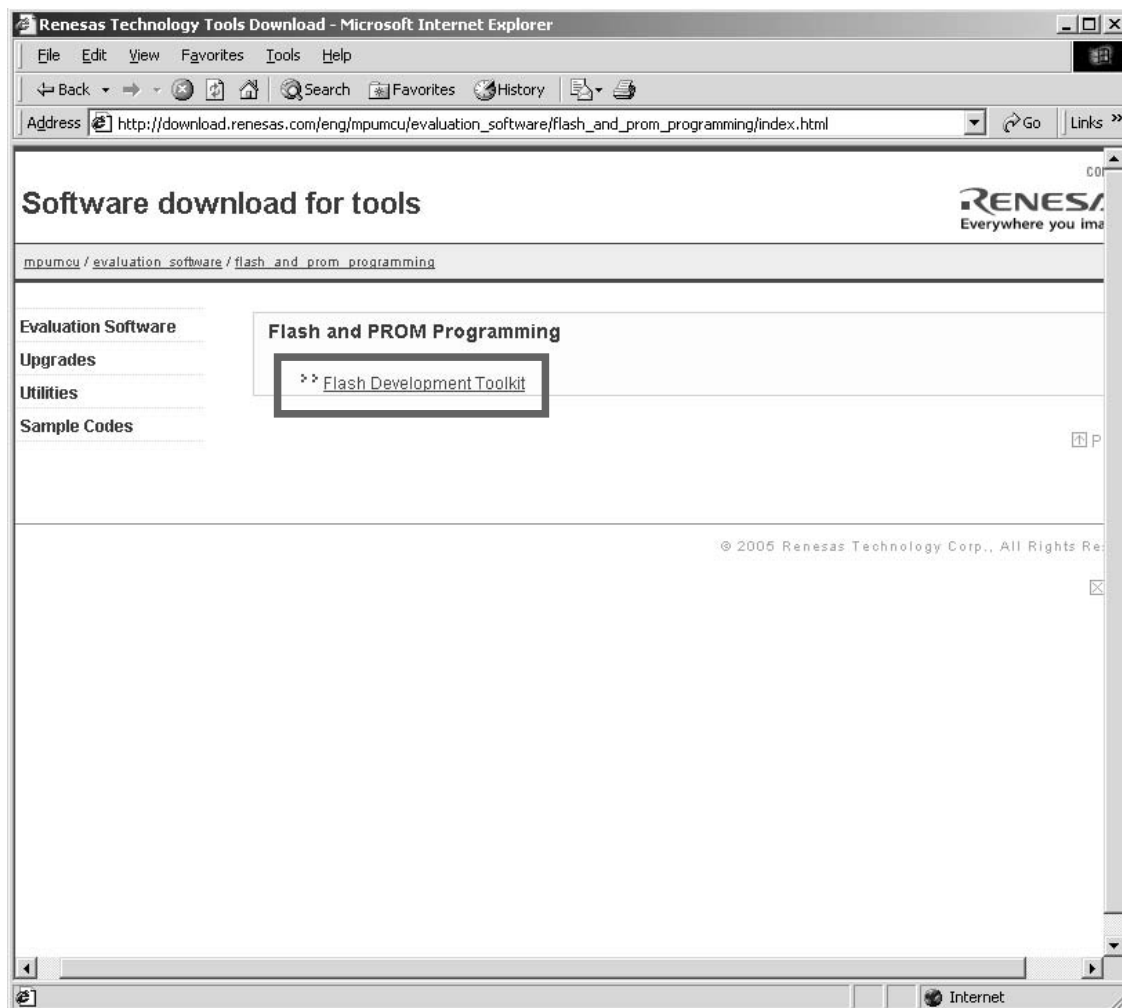 Renesas Technology Tools Download - Microsoft Internet Explorer
File Edit View Favorites Tools Help
Back Search Favorites History
Address http://download.renesas.com/eng/mpumcu/evaluation_software/flash_and_prom_programming/index.html Go Links »
Software download for tools
RENESA
Everywhere you ima
mpumcu / evaluation_software / flash_and_prom_programming
Evaluation Software
Upgrades
Utilities
Sample Codes
Flash and PROM Programming
>> Flash Development Toolkit
P
© 2005 Renesas Technology Corp., All Rights Re
Internet